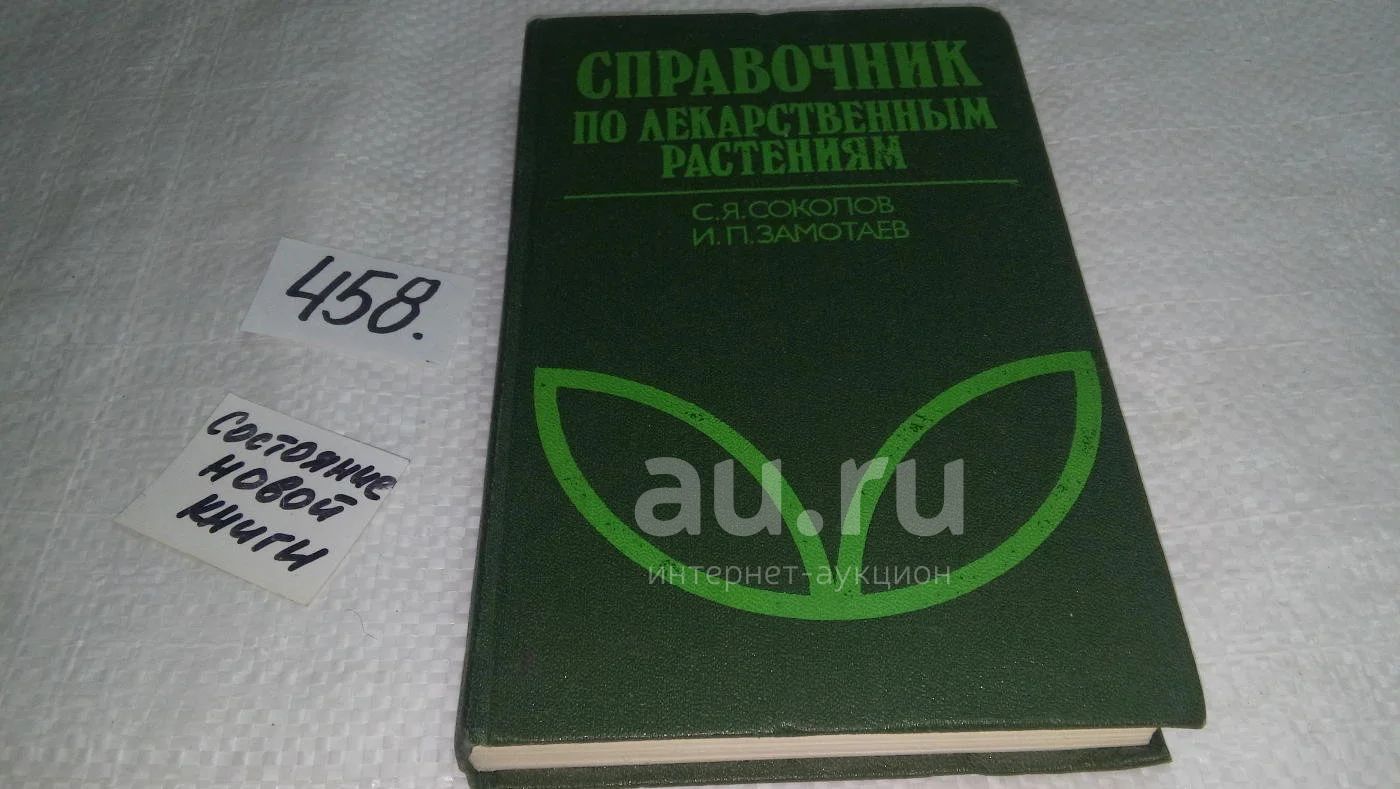 СПРАВОЧНИК
ПО ЛЕКАРСТВЕННЫМ
РАСТЕНИЯМ
С.Я.СОКОЛОВ
И.П.ЗАМОТАЕВ
458.
Состояние
новой
книги
au.ru
интернет-аукцион